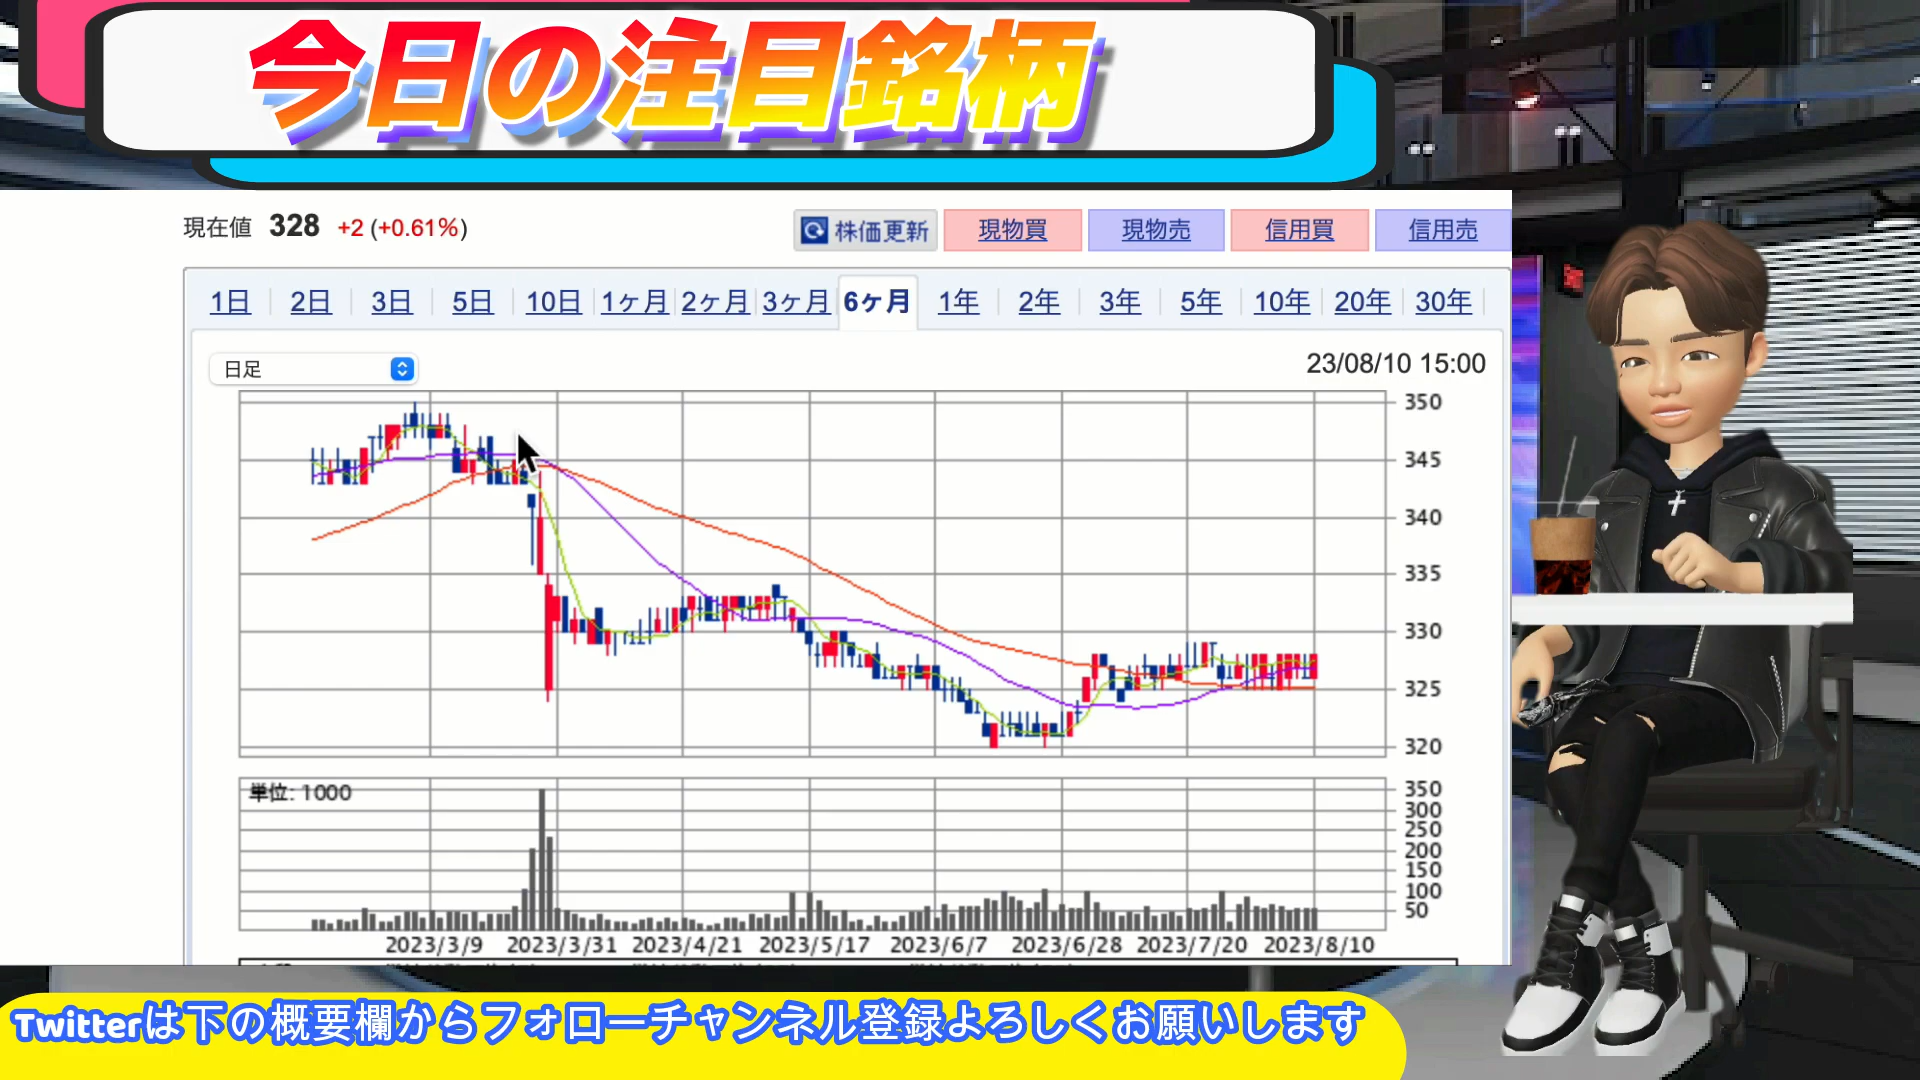 今日の注目銘柄
現在値 328 +2 (+0.61%)
株価更新 現物買 現物売 信用買 信用売
1日 2日 3日 5日 10日 1ヶ月 2ヶ月 3ヶ月 6ヶ月 1年 2年 3年 5年 10年 20年 30年
日足
23/08/10 15:00
350
345
340
335
330
325
320
単位: 1000
350
300
250
200
150
100
50
2023/3/9 2023/3/31 2023/4/21 2023/5/17 2023/6/7 2023/6/28 2023/7/20 2023/8/10
Twitterは下の概要欄からフォローチャンネル登録よろしくお願いします